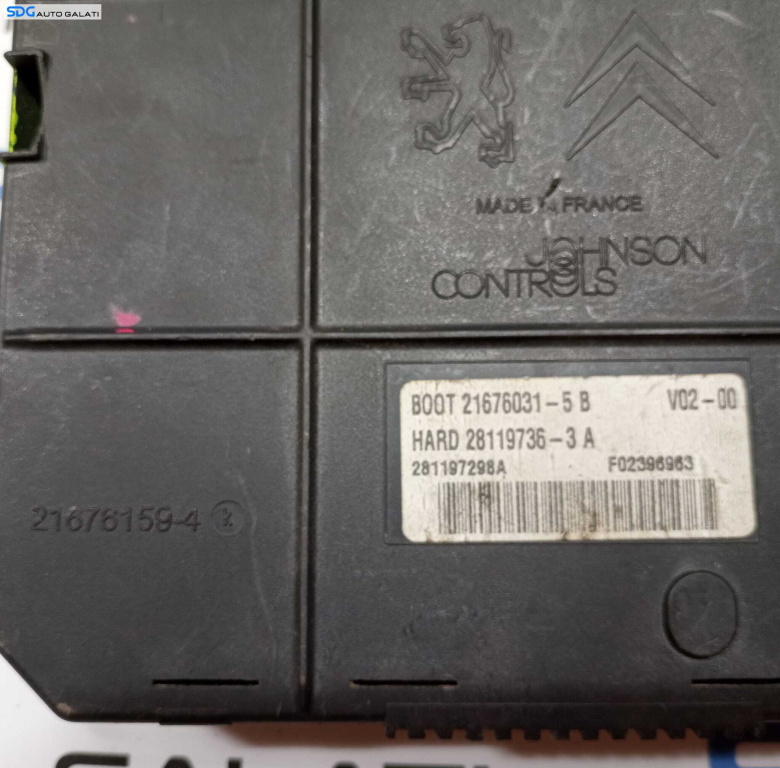 SDG AUTO GALATI
MADE IN FRANCE
JOHNSON
CONTROLS
BOOT 21676031-5 B V02-00
HARD 28119736-3 A
281197298A F02396963
21676159-4